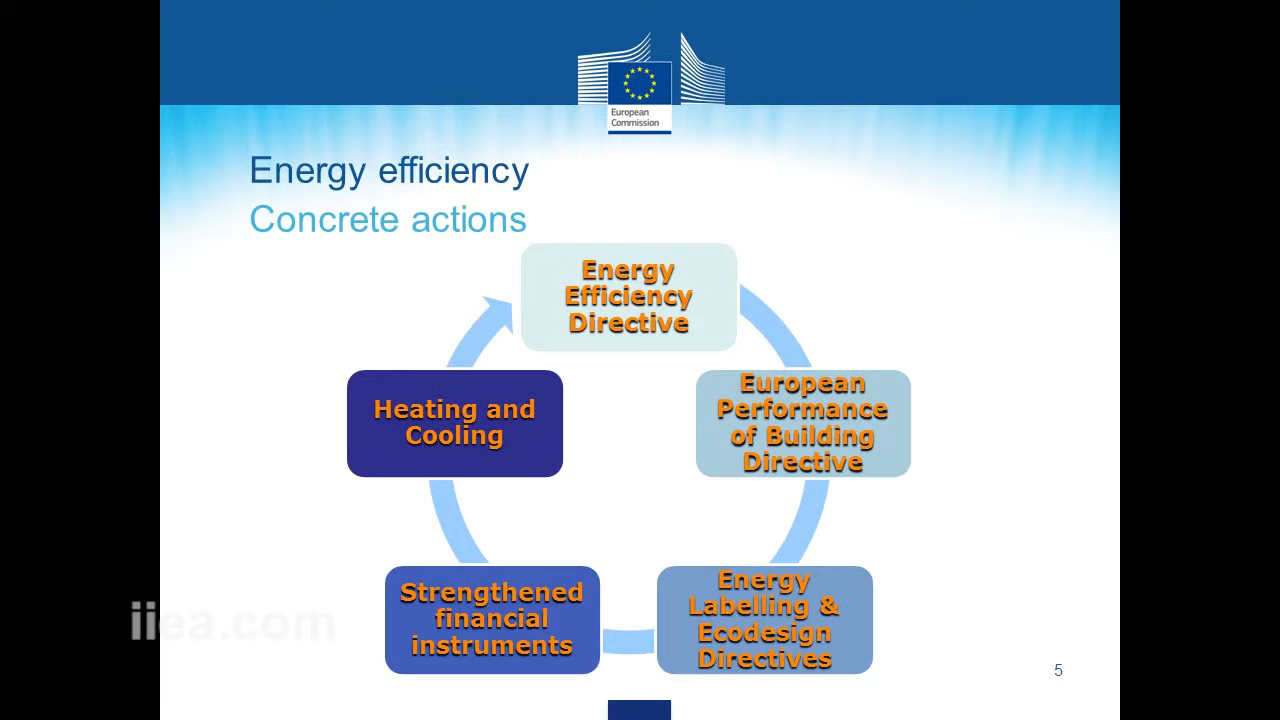 European
Commission
Energy efficiency
Concrete actions
Energy
Efficiency
Directive
European
Performance
of Building
Directive
Energy
Labelling &
Ecodesign
Directives
Strengthened
financial
instruments
Heating and
Cooling
iiea.com
5